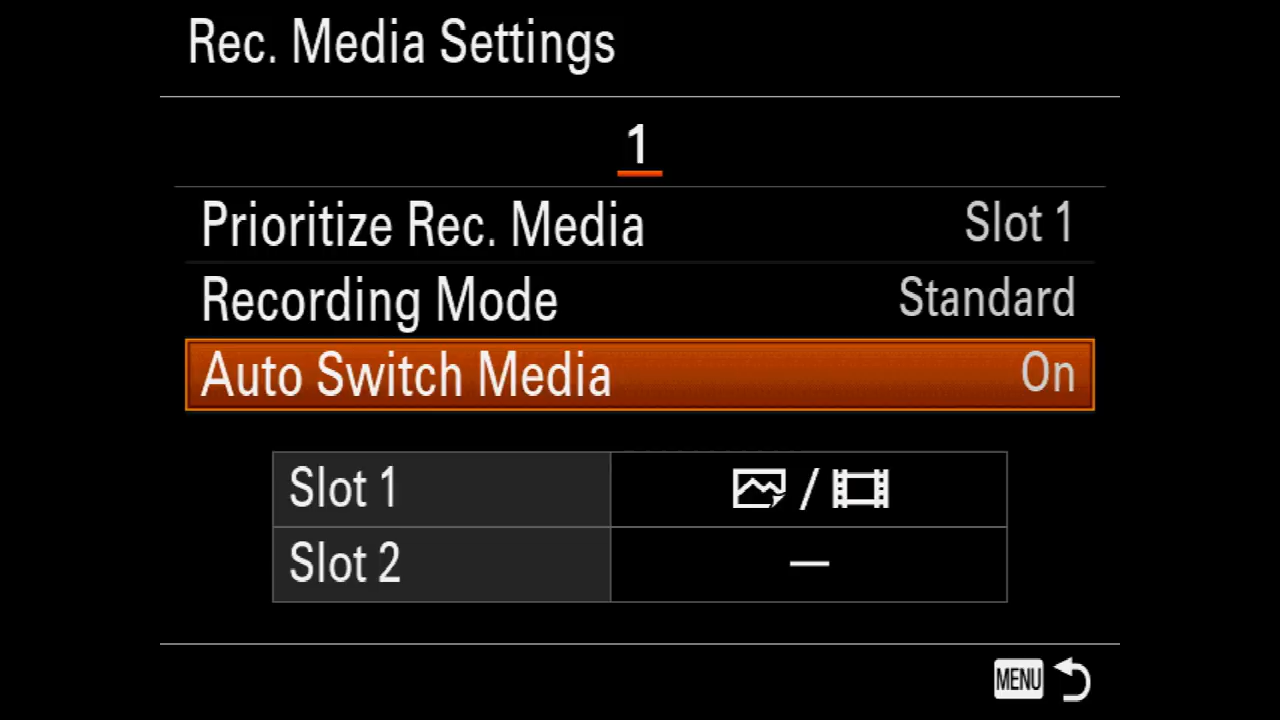 Rec. Media Settings
1
Prioritize Rec. Media Slot 1
Recording Mode Standard
Auto Switch Media On
Slot 1 /
Slot 2 —
MENU